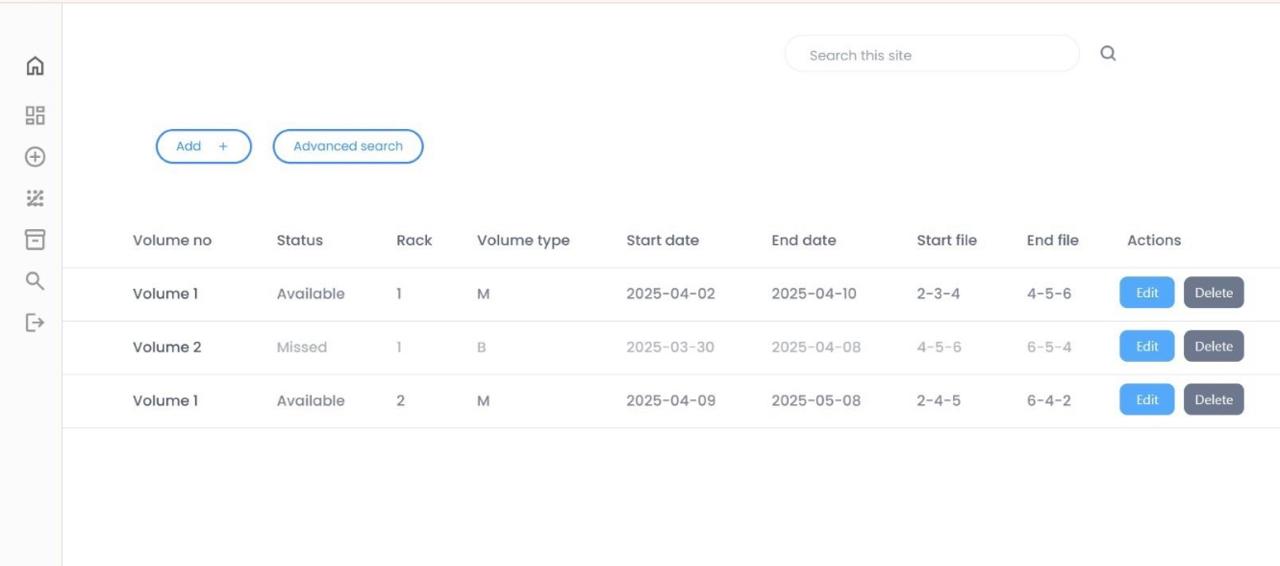 Search this site
Add + Advanced search
Volume no Status Rack Volume type Start date End date Start file End file Actions
Volume 1 Available 1 M 2025-04-02 2025-04-10 2-3-4 4-5-6 Edit Delete
Volume 2 Missed 1 B 2025-03-30 2025-04-08 4-5-6 6-5-4 Edit Delete
Volume 1 Available 2 M 2025-04-09 2025-05-08 2-4-5 6-4-2 Edit Delete